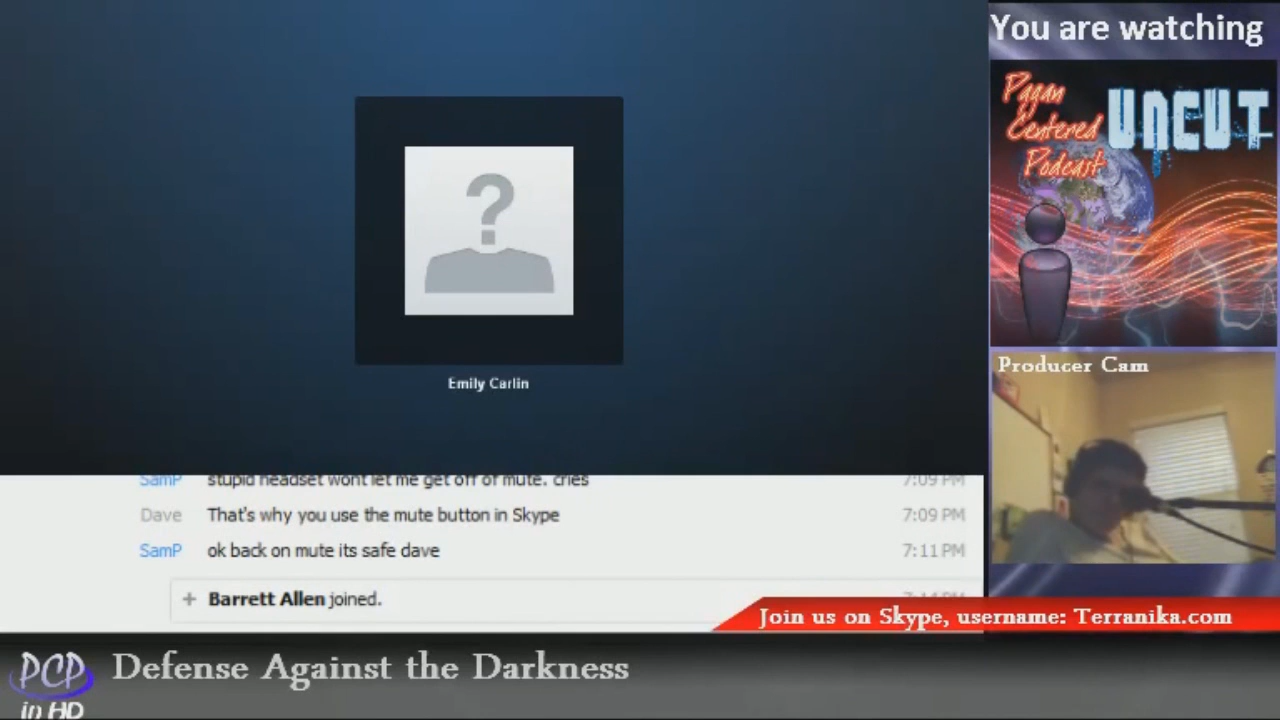 You are watching
Pagan
Centered
Podcast
UNCUT
Emily Carlin
Producer Cam
SamP stupid headset wont let me get off of mute. cries 7:09 PM
Dave That's why you use the mute button in Skype 7:09 PM
SamP ok back on mute its safe dave 7:11 PM
+ Barrett Allen joined.
Join us on Skype, username: Terranika.com
PCP
in HD
Defense Against the Darkness